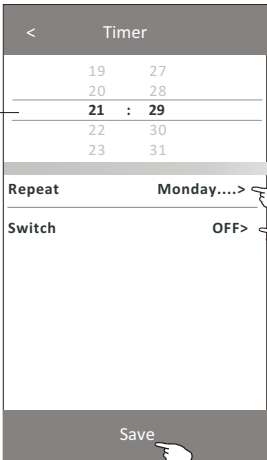 < Timer
19 27
20 28
21 : 29
22 30
23 31
Repeat Monday....>
Switch OFF>
Save